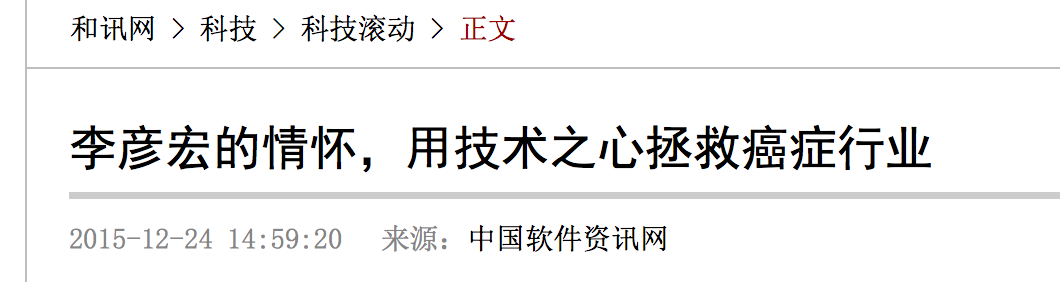 和讯网 > 科技 > 科技滚动 > 正文
李彦宏的情怀，用技术之心拯救癌症行业
2015-12-24 14:59:20 来源：中国软件资讯网